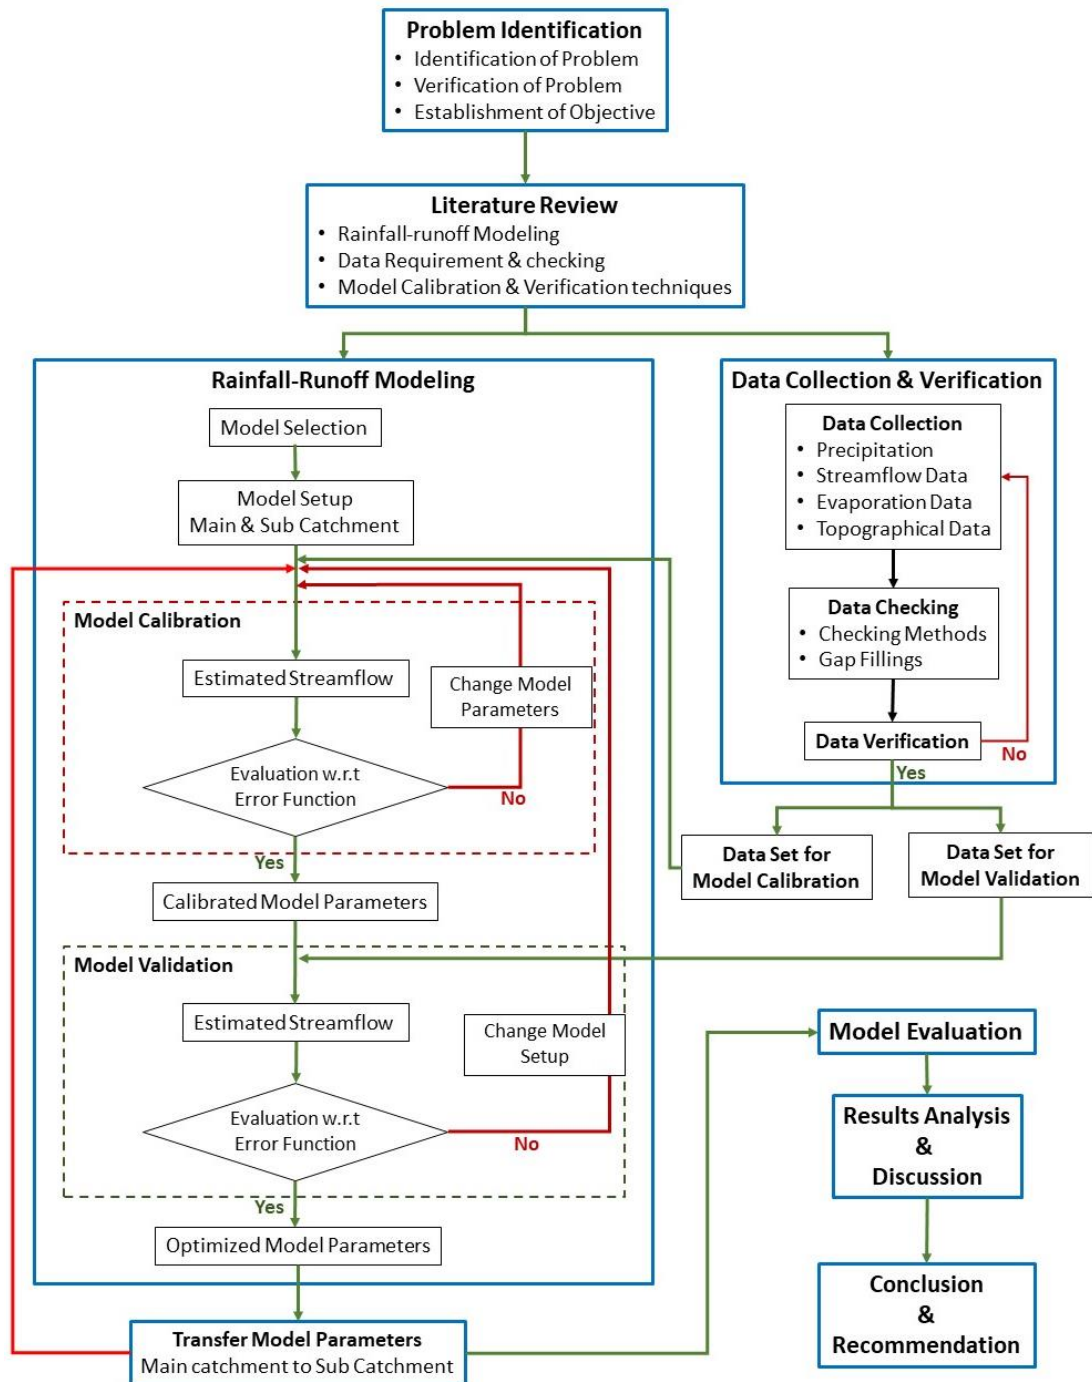 Problem Identification
• Identification of Problem
• Verification of Problem
• Establishment of Objective
Literature Review
• Rainfall-runoff Modeling
• Data Requirement & checking
• Model Calibration & Verification techniques
Rainfall-Runoff Modeling
Model Selection
Model Setup
Main & Sub Catchment
Model Calibration
Estimated Streamflow
Change Model
Parameters
Evaluation w.r.t
Error Function
No
Yes
Calibrated Model Parameters
Model Validation
Estimated Streamflow
Change Model
Setup
Evaluation w.r.t
Error Function
No
Yes
Optimized Model Parameters
Transfer Model Parameters
Main catchment to Sub Catchment
Data Collection & Verification
Data Collection
• Precipitation
• Streamflow Data
• Evaporation Data
• Topographical Data
Data Checking
• Checking Methods
• Gap Fillings
Data Verification
No
Yes
Data Set for
Model Calibration
Data Set for
Model Validation
Model Evaluation
Results Analysis
&
Discussion
Conclusion
&
Recommendation